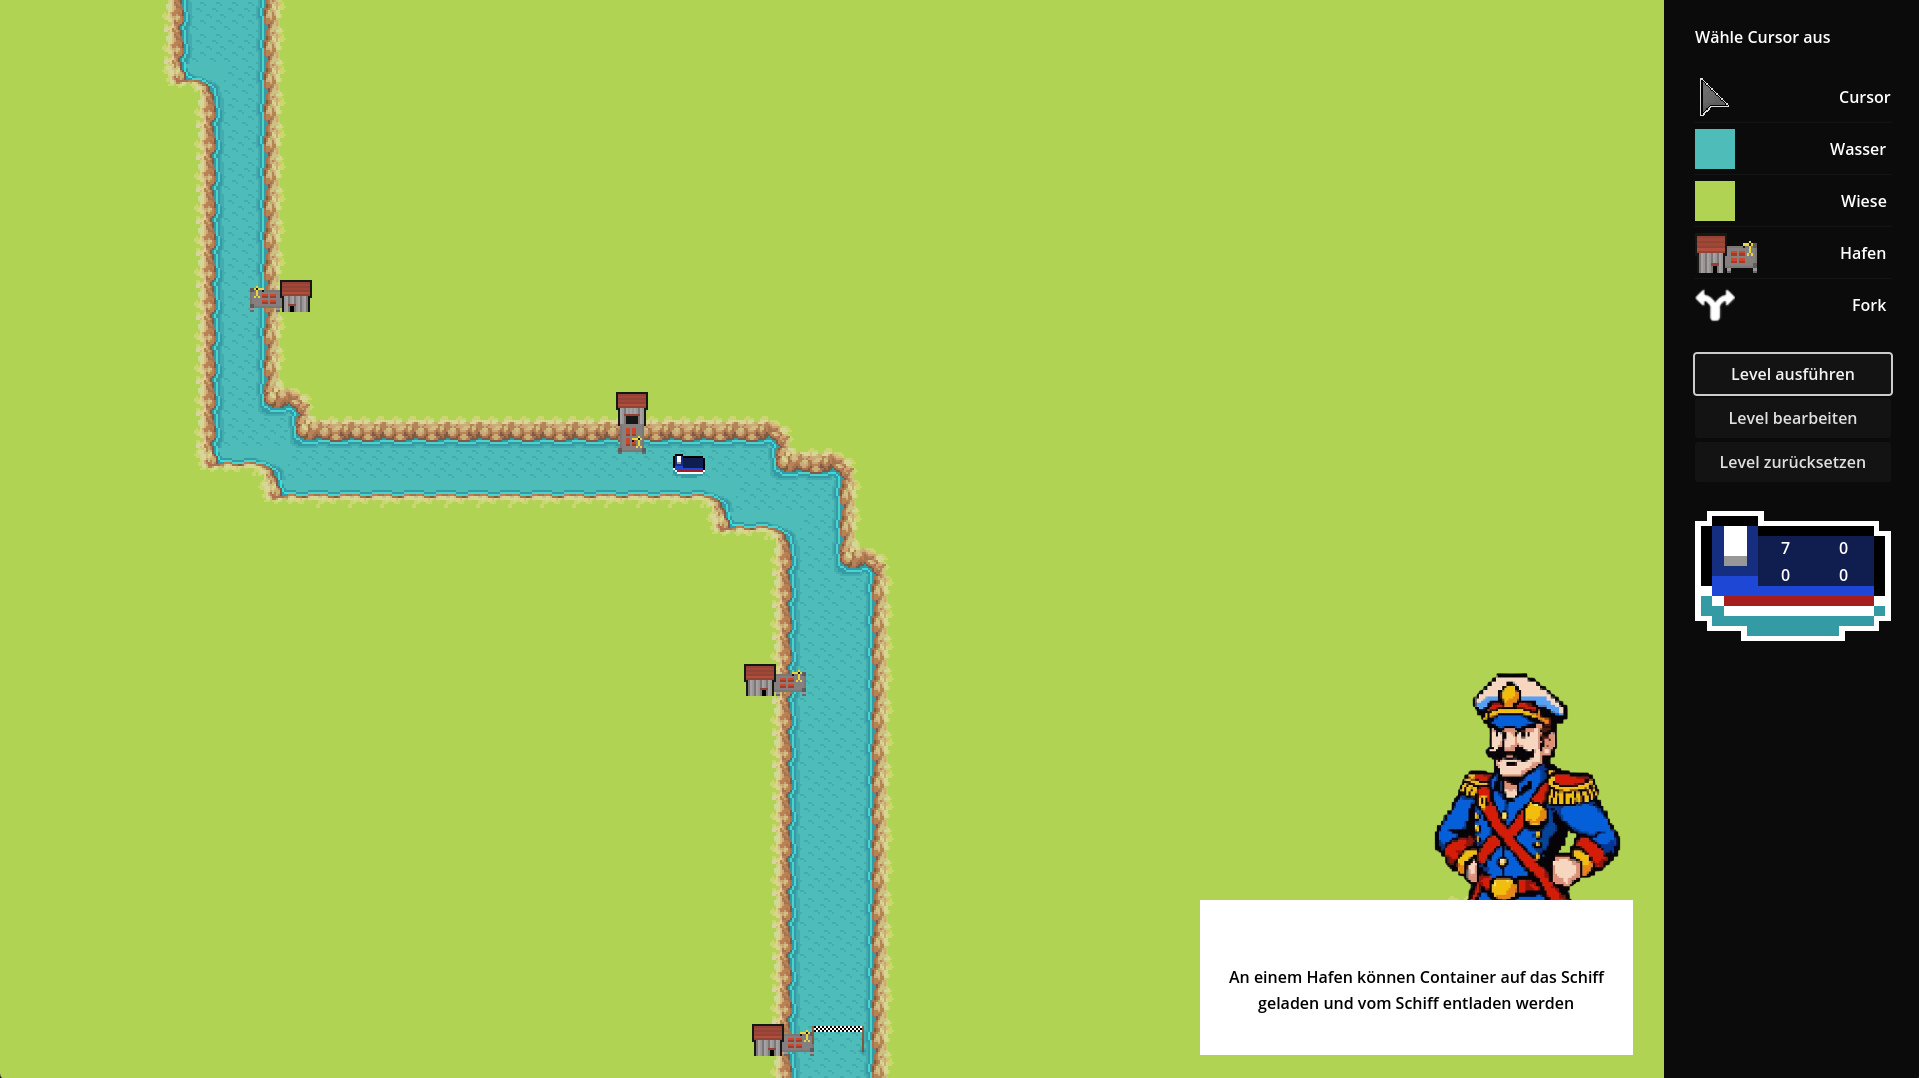 Wähle Cursor aus
Cursor
Wasser
Wiese
Hafen
Fork
Level ausführen
Level bearbeiten
Level zurücksetzen
7 0
0 0
An einem Hafen können Container auf das Schiff
geladen und vom Schiff entladen werden